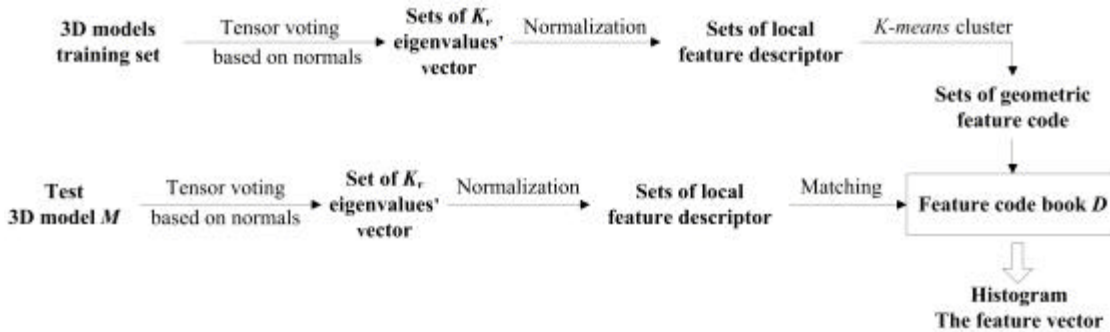 3D models
training set
Tensor voting
based on normals
Sets of Kr
eigenvalues'
vector
Normalization
Sets of local
feature descriptor
K-means cluster
Sets of geometric
feature code
Test
3D model M
Tensor voting
based on normals
Set of Kr
eigenvalues'
vector
Normalization
Sets of local
feature descriptor
Matching
Feature code book D
Histogram
The feature vector